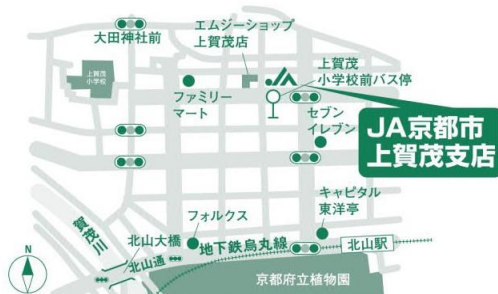 エムジーショップ
上賀茂店
大田神社前
上賀茂
小学校
上賀茂
小学校前バス停
ファミリー
マート
セブン
イレブン
JA京都市
上賀茂支店
賀茂川
フォルクス
キャピタル
東洋亭
北山大橋
北山通
地下鉄烏丸線
北山駅
京都府立植物園
N